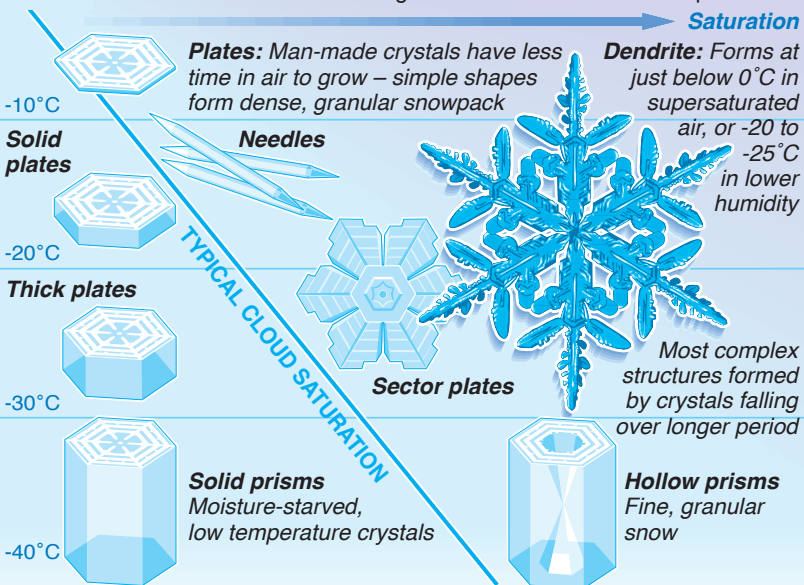 Saturation
Plates: Man-made crystals have less
time in air to grow – simple shapes
form dense, granular snowpack
Dendrite: Forms at
just below 0˚C in
supersaturated
air, or -20 to
-25˚C
in lower
humidity
-10˚C
Solid
plates
Needles
-20˚C
TYPICAL CLOUD SATURATION
Thick plates
Sector plates
Most complex
structures formed
by crystals falling
over longer period
-30˚C
Solid prisms
Moisture-starved,
low temperature crystals
Hollow prisms
Fine, granular
snow
-40˚C